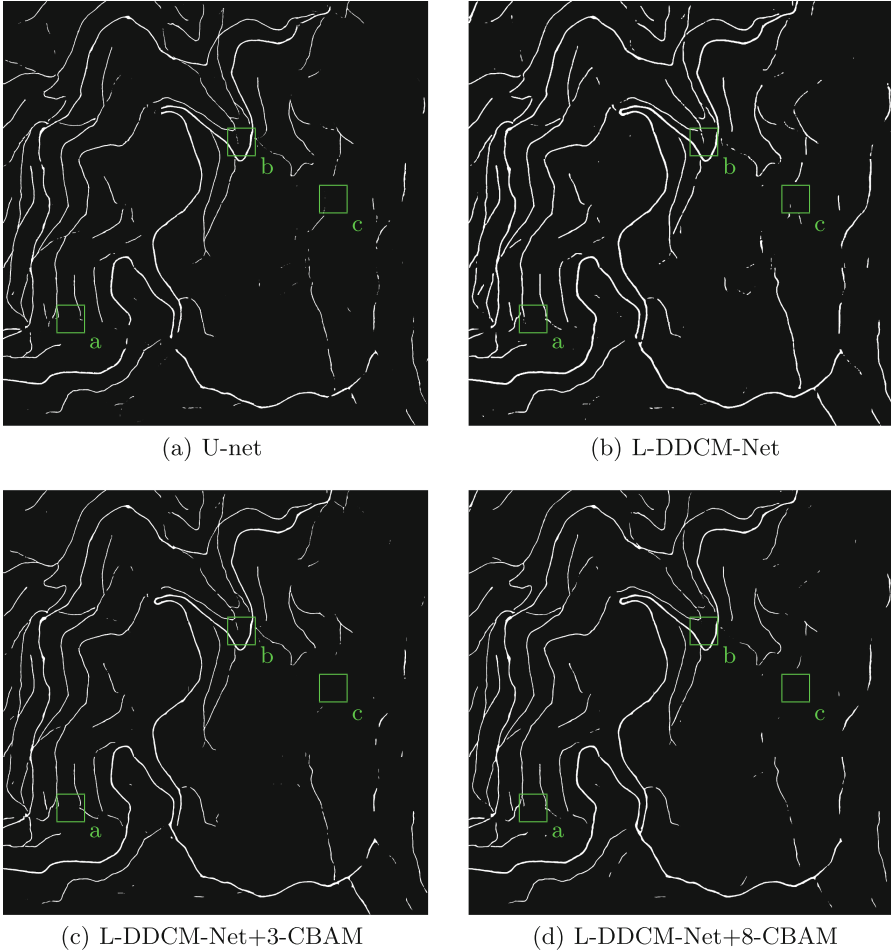 b
c
a
b
c
a
(a) U-net
(b) L-DDCM-Net
b
c
a
b
c
a
(c) L-DDCM-Net+3-CBAM
(d) L-DDCM-Net+8-CBAM